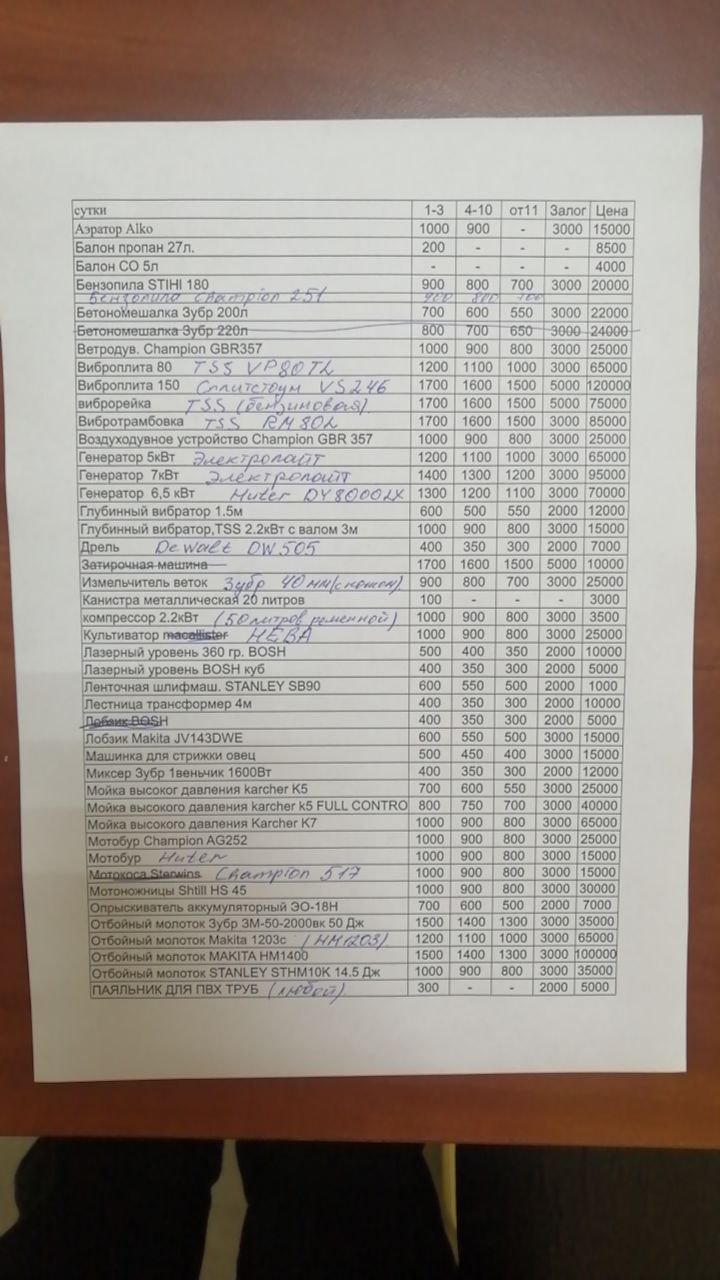 сутки 1-3 4-10 от11 Залог Цена
Аэратор Alko 1000 900 - 3000 15000
Балон пропан 27л. 200 - - - 8500
Балон СО 5л - - - - 4000
Бензопила STIHI 180 900 800 700 3000 20000
Бензопила Champion 251 900 800 700
Бетономешалка Зубр 200л 700 600 550 3000 22000
Бетономешалка Зубр 220л 800 700 650 3000 24000
Ветродув. Champion GBR357 1000 900 800 3000 25000
Виброплита 80 TSS VP80TL 1200 1100 1000 3000 65000
Виброплита 150 Сплитстоун VS246 1700 1600 1500 5000 120000
виброрейка TSS (бензиновая) 1700 1600 1500 5000 75000
Вибротрамбовка TSS RM80L 1700 1600 1500 3000 85000
Воздуходувное устройство Champion GBR 357 1000 900 800 3000 25000
Генератор 5кВт Электролайт 1200 1100 1000 3000 65000
Генератор 7кВт Электролайт 1400 1300 1200 3000 95000
Генератор 6,5 кВт Huter DY8000LX 1300 1200 1100 3000 70000
Глубинный вибратор 1.5м 600 500 550 2000 12000
Глубинный вибратор,TSS 2.2кВт с валом 3м 1000 900 800 3000 15000
Дрель DeWalt DW505 400 350 300 2000 7000
Затирочная машина 1700 1600 1500 5000 10000
Измельчитель веток Зубр 40мм(с ножом). 900 800 700 3000 25000
Канистра металлическая 20 литров 100 - - - 3000
компрессор 2.2кВт (50литров ременной) 1000 900 800 3000 3500
Культиватор macallister НЕВА 1000 900 800 3000 25000
Лазерный уровень 360 гр. BOSH 500 400 350 2000 10000
Лазерный уровень BOSH куб 400 350 300 2000 5000
Ленточная шлифмаш. STANLEY SB90 600 550 500 2000 1000
Лестница трансформер 4м 400 350 300 2000 10000
Лобзик BOSH 400 350 300 2000 5000
Лобзик Makita JV143DWE 600 550 500 3000 15000
Машинка для стрижки овец 500 450 400 3000 15000
Миксер Зубр 1веньчик 1600Вт 400 350 300 2000 12000
Мойка высоког давления karcher K5 700 600 550 3000 25000
Мойка высокого давления karcher k5 FULL CONTRO 800 750 700 3000 40000
Мойка высокого давления Karcher K7 1000 900 800 3000 65000
Мотобур Champion AG252 1000 900 800 3000 25000
Мотобур Huter 1000 900 800 3000 15000
Мотокоса Sterwins Champion 517 1000 900 800 3000 15000
Мотоножницы Shtill HS 45 1000 900 800 3000 30000
Опрыскиватель аккумуляторный ЭО-18Н 700 600 500 2000 7000
Отбойный молоток Зубр ЗМ-50-2000вк 50 Дж 1500 1400 1300 3000 35000
Отбойный молоток Makita 1203с (HM1203) 1200 1100 1000 3000 65000
Отбойный молоток MAKITA HM1400 1500 1400 1300 3000 100000
Отбойный молоток STANLEY STHM10K 14.5 Дж 1000 900 800 3000 35000
ПАЯЛЬНИК ДЛЯ ПВХ ТРУБ (любой) 300 - - 2000 5000